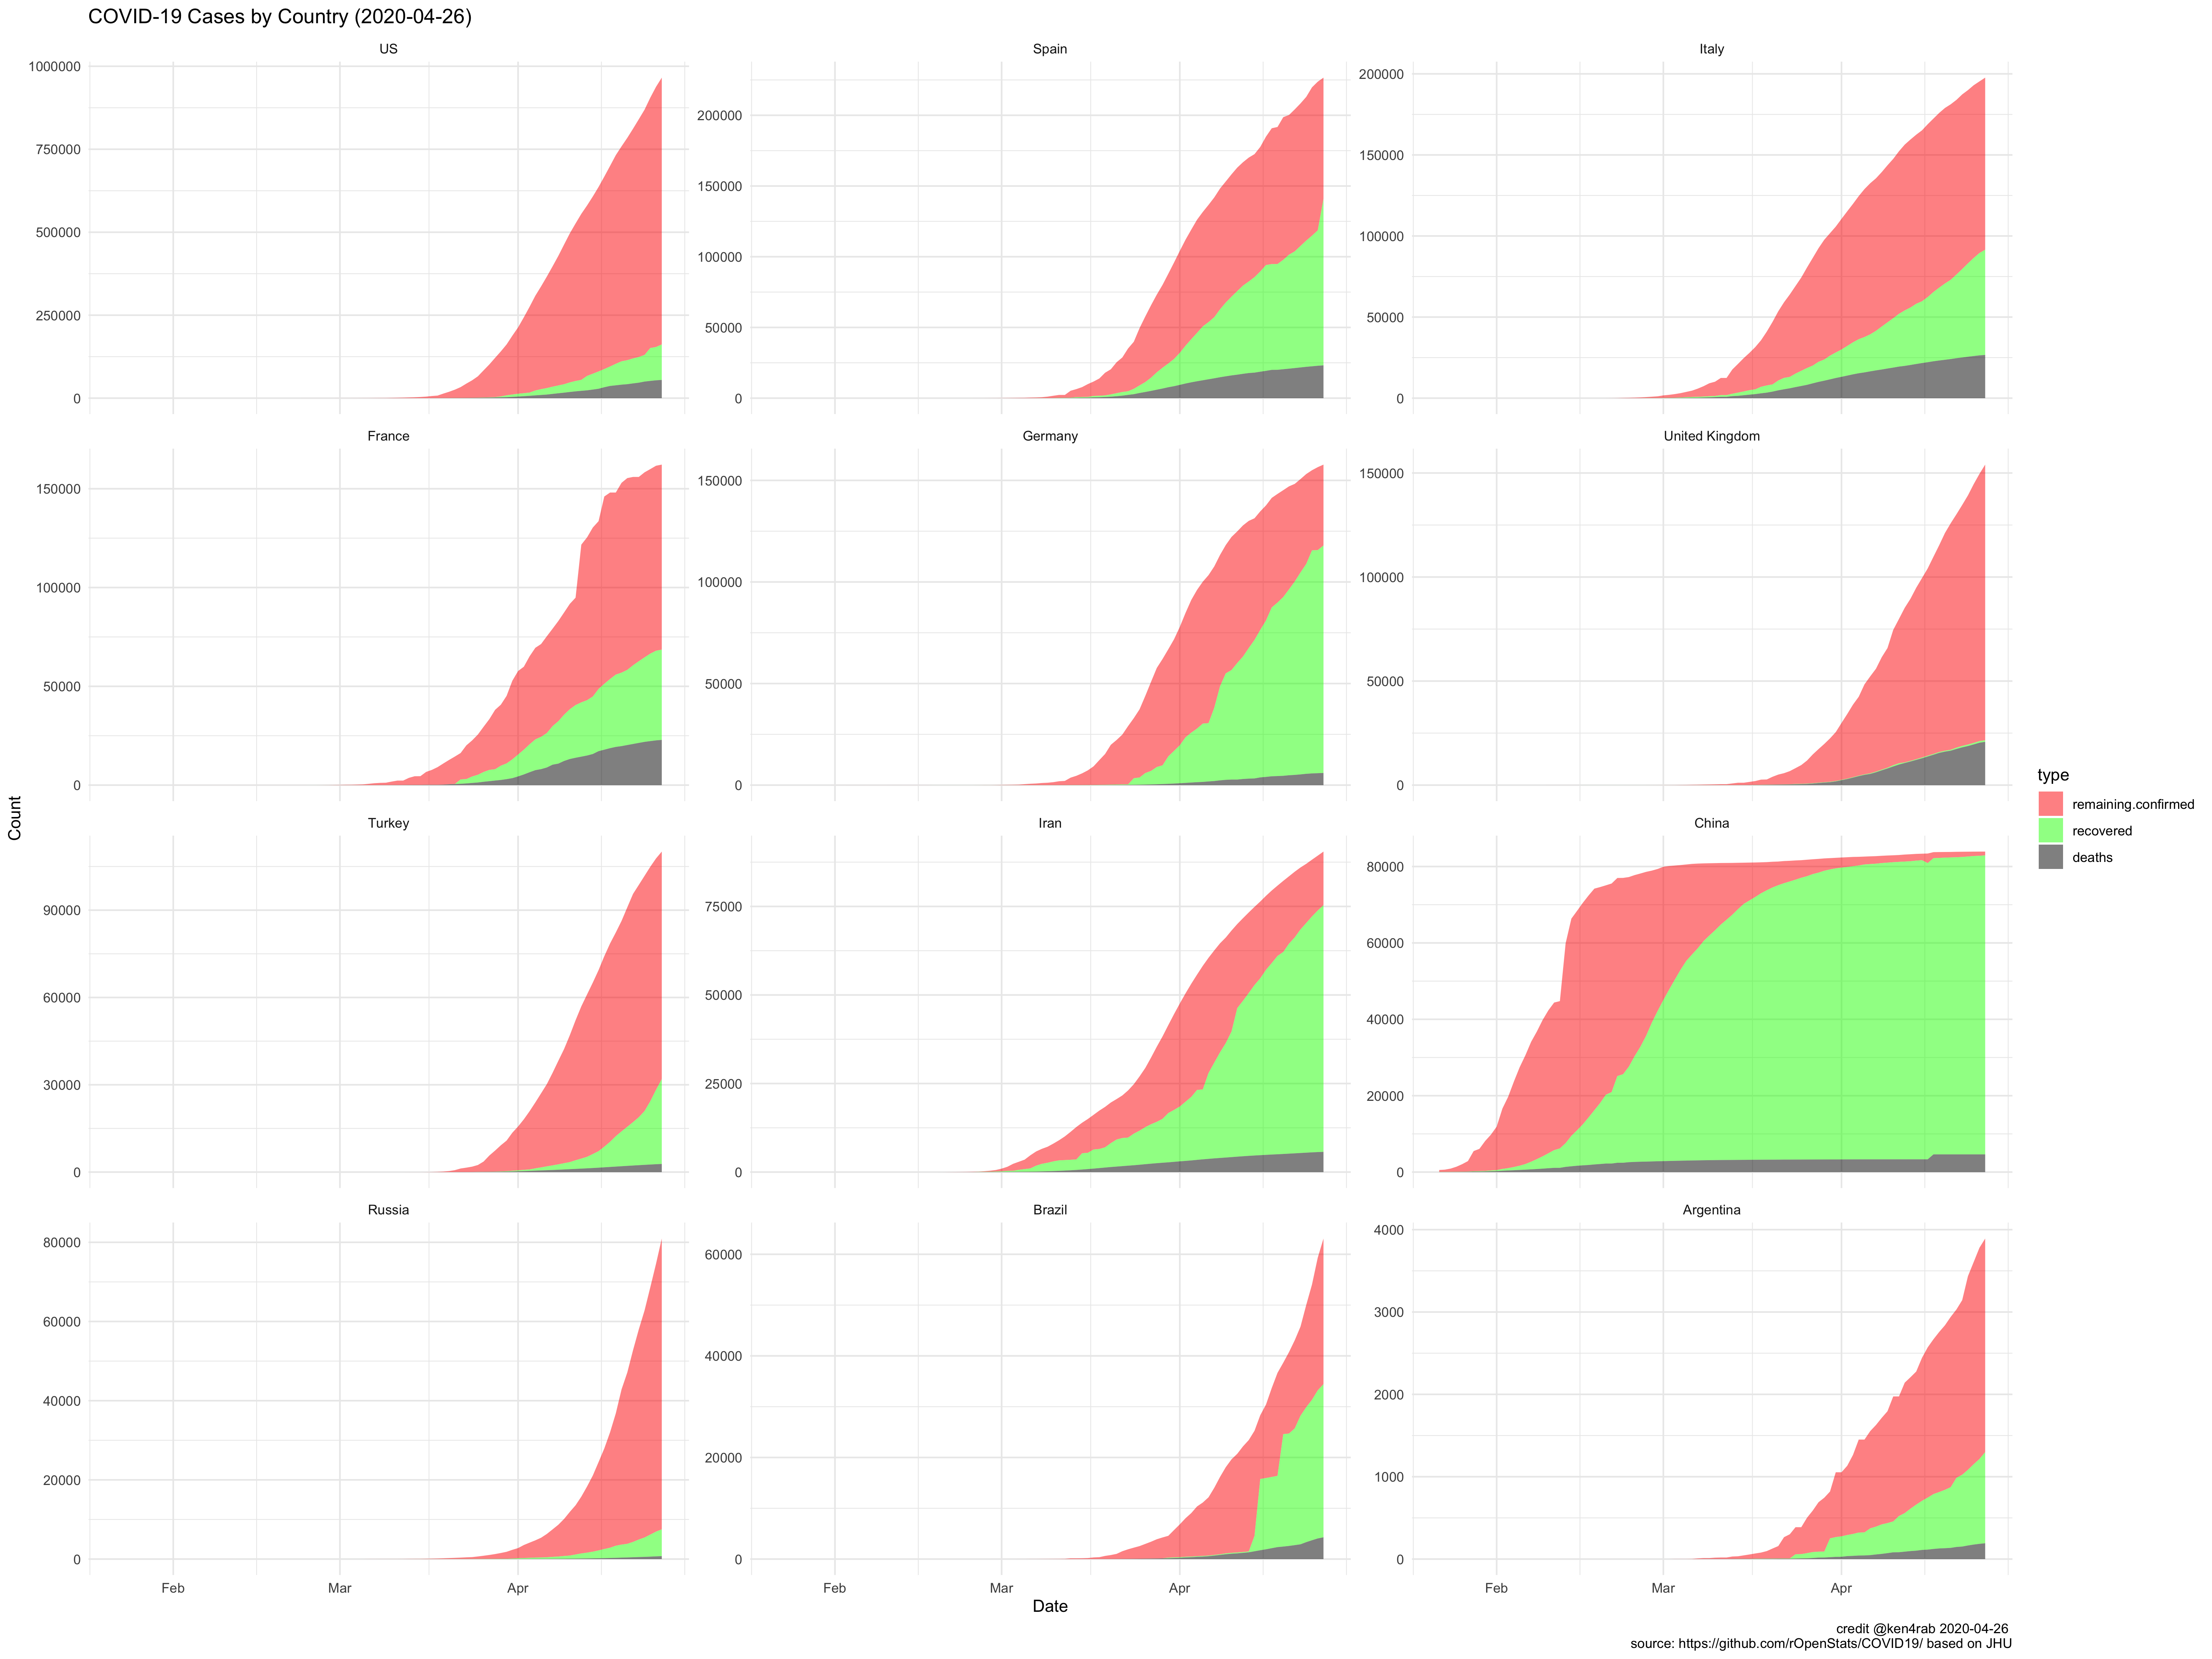 COVID-19 Cases by Country (2020-04-26)
US
Spain
Italy
1000000
750000
500000
250000
0
200000
150000
100000
50000
0
200000
150000
100000
50000
0
France
Germany
United Kingdom
150000
100000
50000
0
150000
100000
50000
0
150000
100000
50000
0
Turkey
Iran
China
90000
60000
30000
0
75000
50000
25000
0
80000
60000
40000
20000
0
Russia
Brazil
Argentina
80000
60000
40000
20000
0
60000
40000
20000
0
4000
3000
2000
1000
0
Feb Mar Apr
Feb Mar Apr
Feb Mar Apr
Count
Date
type
remaining.confirmed
recovered
deaths
credit @ken4rab 2020-04-26
source: https://github.com/rOpenStats/COVID19/ based on JHU